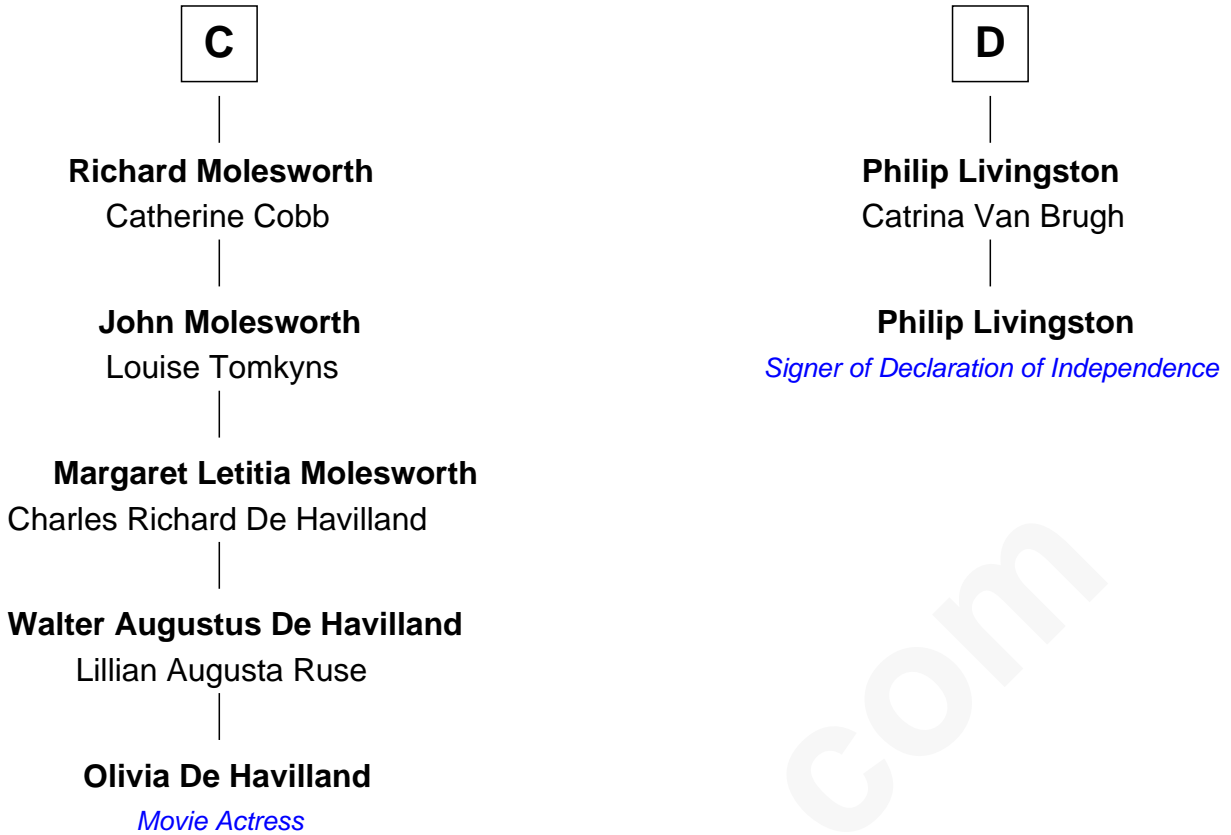 C
Richard Molesworth
Catherine Cobb
John Molesworth
Louise Tomkyns
Margaret Letitia Molesworth
Charles Richard De Havilland
Walter Augustus De Havilland
Lillian Augusta Ruse
Olivia De Havilland
Movie Actress
D
Philip Livingston
Catrina Van Brugh
Philip Livingston
Signer of Declaration of Independence
com